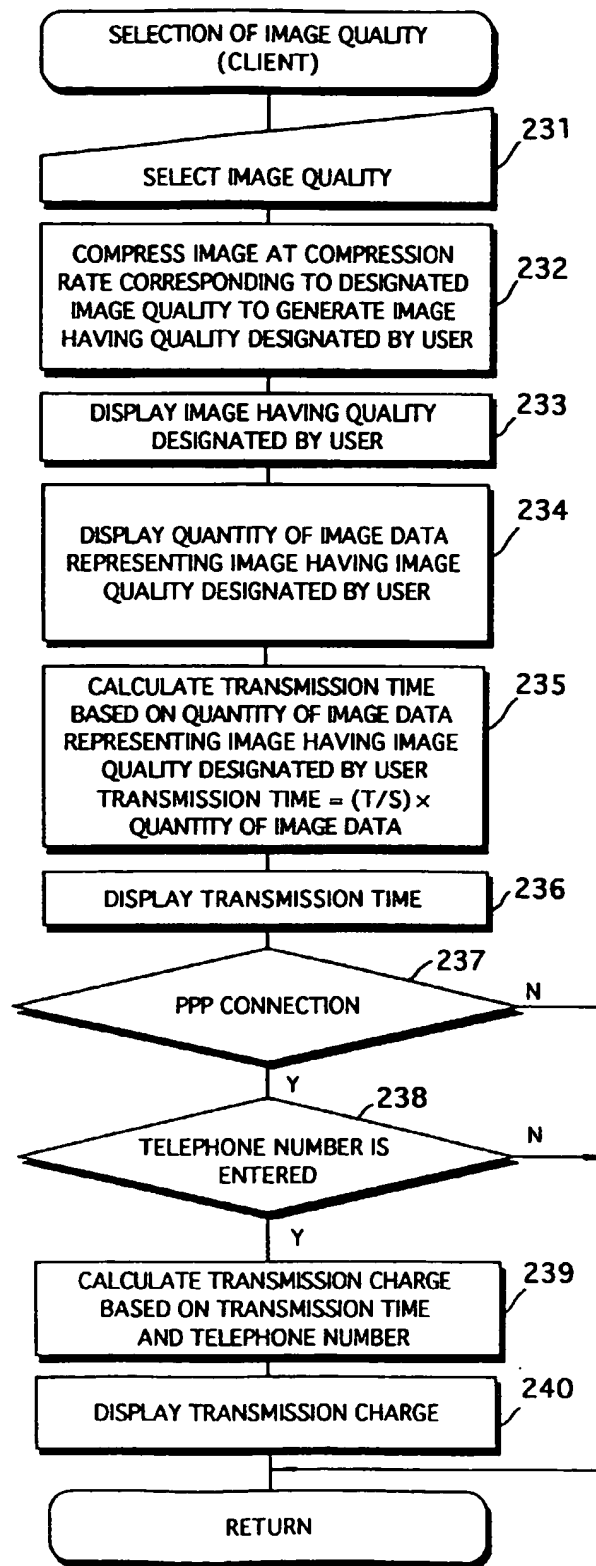 SELECTION OF IMAGE QUALITY
(CLIENT)
231
SELECT IMAGE QUALITY
COMPRESS IMAGE AT COMPRESSION
RATE CORRESPONDING TO DESIGNATED
IMAGE QUALITY TO GENERATE IMAGE
HAVING QUALITY DESIGNATED BY USER
232
DISPLAY IMAGE HAVING QUALITY
DESIGNATED BY USER
233
DISPLAY QUANTITY OF IMAGE DATA
REPRESENTING IMAGE HAVING IMAGE
QUALITY DESIGNATED BY USER
234
CALCULATE TRANSMISSION TIME
BASED ON QUANTITY OF IMAGE DATA
REPRESENTING IMAGE HAVING IMAGE
QUALITY DESIGNATED BY USER
TRANSMISSION TIME = (T/S) ×
QUANTITY OF IMAGE DATA
235
DISPLAY TRANSMISSION TIME
236
PPP CONNECTION
237
N
Y
TELEPHONE NUMBER IS
ENTERED
238
N
Y
CALCULATE TRANSMISSION CHARGE
BASED ON TRANSMISSION TIME
AND TELEPHONE NUMBER
239
DISPLAY TRANSMISSION CHARGE
240
RETURN